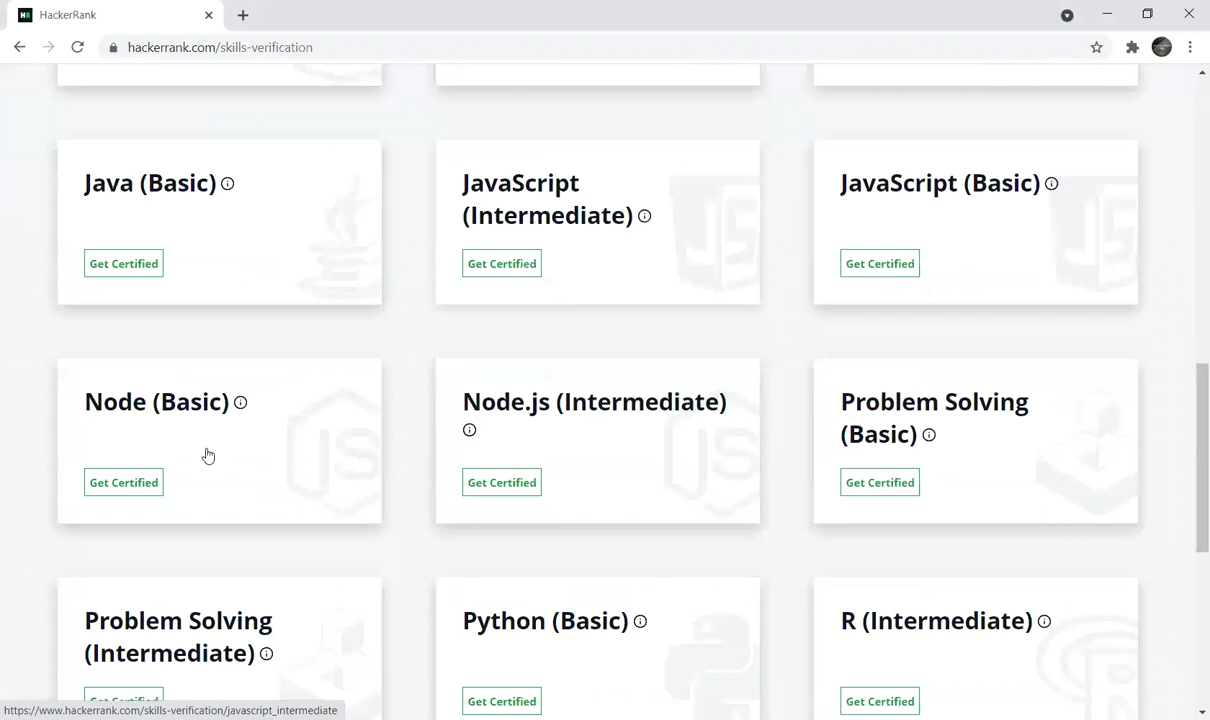 HackerRank
hackerrank.com/skills-verification
Java (Basic)
Get Certified
JavaScript
(Intermediate)
Get Certified
JavaScript (Basic)
Get Certified
Node (Basic)
Get Certified
Node.js (Intermediate)
Get Certified
Problem Solving
(Basic)
Get Certified
Problem Solving
(Intermediate)
Get Certified
Python (Basic)
Get Certified
R (Intermediate)
Get Certified
https://www.hackerrank.com/skills-verification/javascript_intermediate